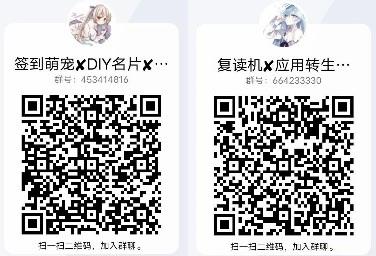 签到萌宠✘DIY名片✘…
群号：453414816
扫一扫二维码，加入群聊。
复读机✘应用转生…
群号：664233330
扫一扫二维码，加入群聊。